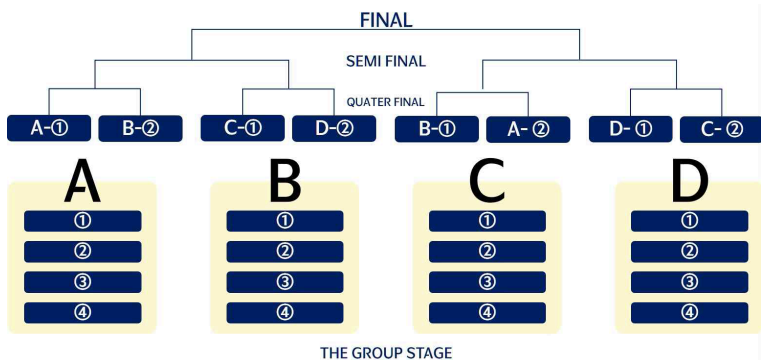 FINAL
SEMI FINAL
QUATER FINAL
A-① B-② C-① D-② B-① A- ② D- ① C- ②
A B C D
① ① ① ①
② ② ② ②
③ ③ ③ ③
④ ④ ④ ④
THE GROUP STAGE